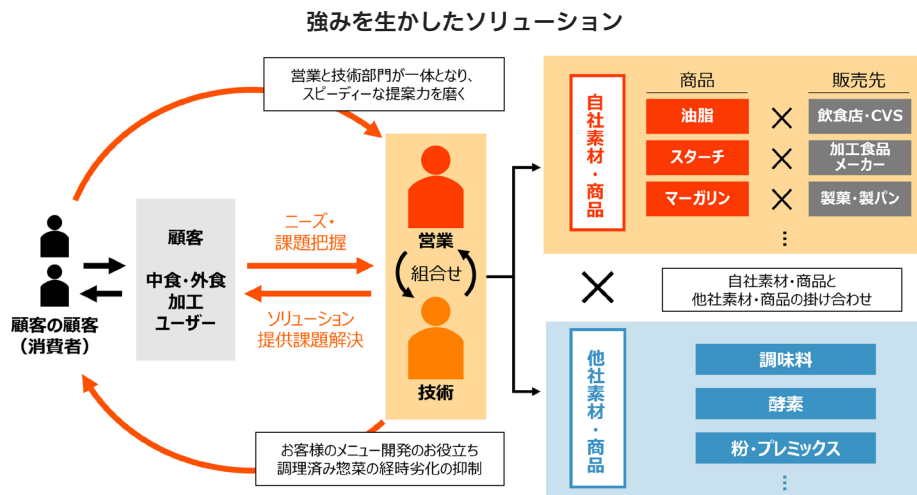 強みを生かしたソリューション
営業と技術部門が一体となり、
スピーディーな提案力を磨く
顧客の顧客
（消費者）
顧客
中食・外食
加工
ユーザー
ニーズ・
課題把握
ソリューション
提供課題解決
営業
組合せ
技術
お客様のメニュー開発のお役立ち
調理済み惣菜の経時劣化の抑制
自社素材・商品
商品
販売先
油脂
×
飲食店・CVS
スターチ
×
加工食品
メーカー
マーガリン
×
製菓・製パン
⋮
×
自社素材・商品と
他社素材・商品の掛け合わせ
他社素材・商品
調味料
酵素
粉・プレミックス
⋮